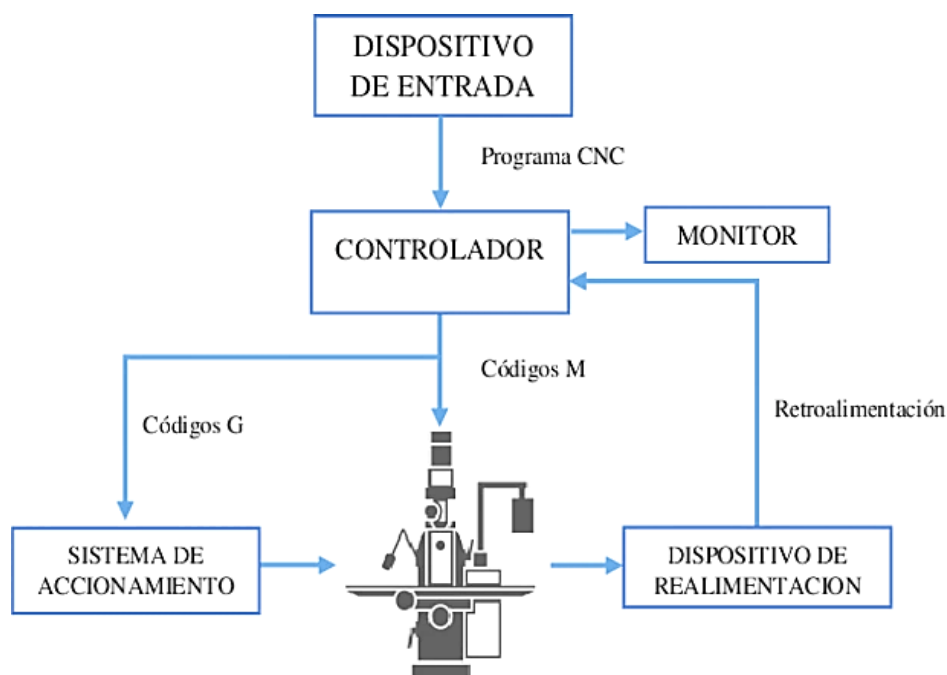 DISPOSITIVO
DE ENTRADA
Programa CNC
CONTROLADOR
MONITOR
Códigos M
Códigos G
Retroalimentación
SISTEMA DE
ACCIONAMIENTO
DISPOSITIVO DE
REALIMENTACION